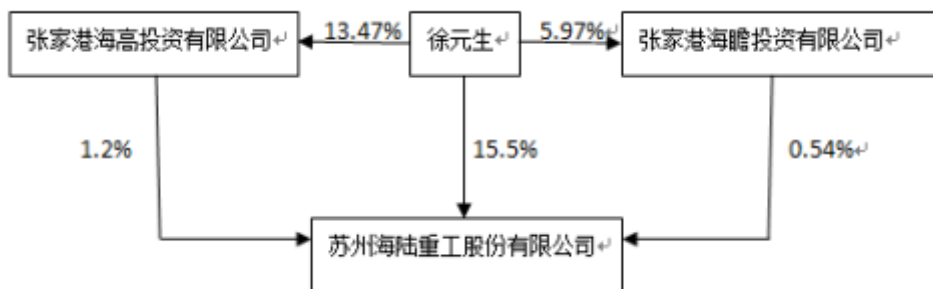 张家港海高投资有限公司
13.47%
徐元生
5.97%
张家港海瞻投资有限公司
1.2%
15.5%
0.54%
苏州海陆重工股份有限公司